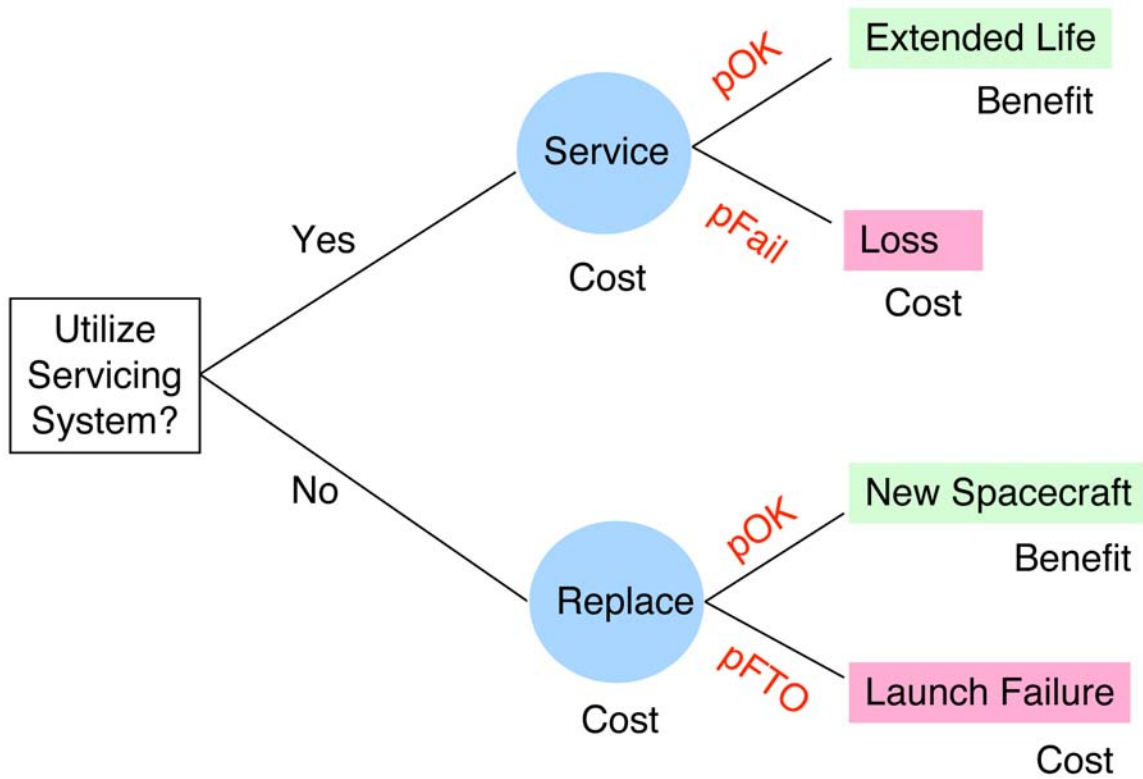 Utilize
Servicing
System?
Yes
No
Service
Cost
pOK
pFail
Extended Life
Benefit
Loss
Cost
Replace
Cost
pOK
pFTO
New Spacecraft
Benefit
Launch Failure
Cost